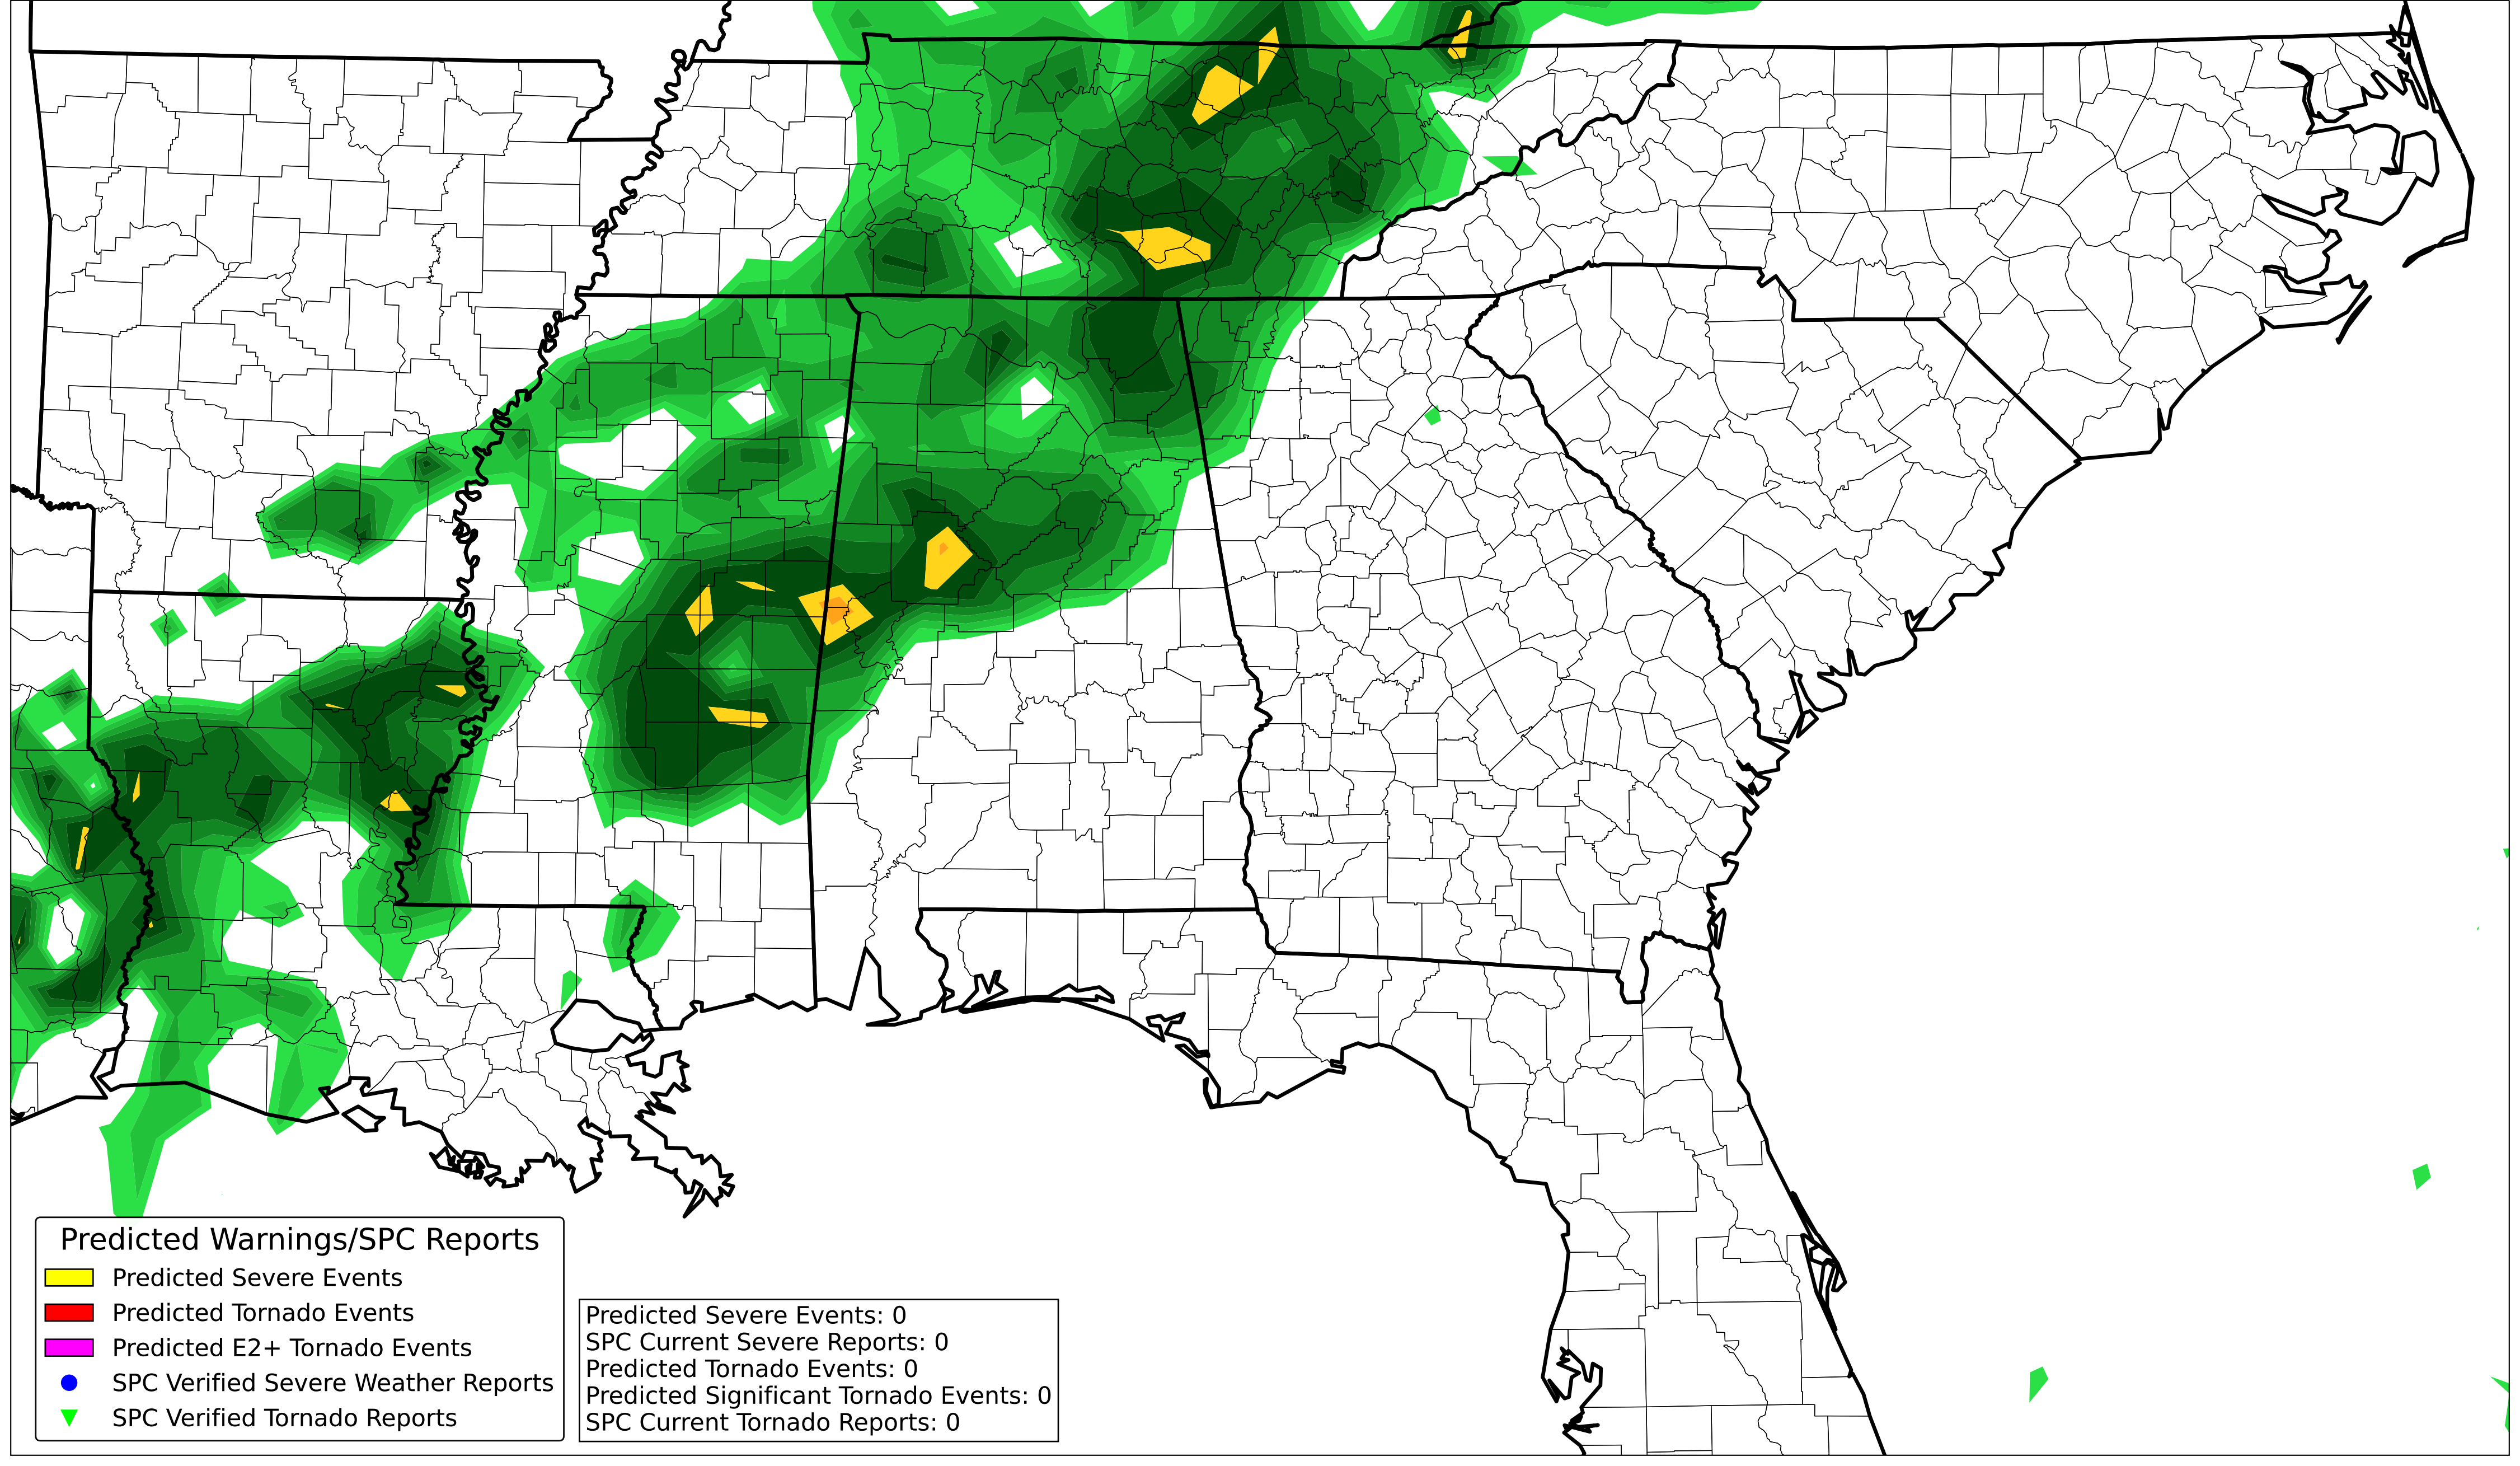 Predicted Warnings/SPC Reports
Predicted Severe Events
Predicted Tornado Events
Predicted E2+ Tornado Events
SPC Verified Severe Weather Reports
SPC Verified Tornado Reports
Predicted Severe Events: 0
SPC Current Severe Reports: 0
Predicted Tornado Events: 0
Predicted Significant Tornado Events: 0
SPC Current Tornado Reports: 0